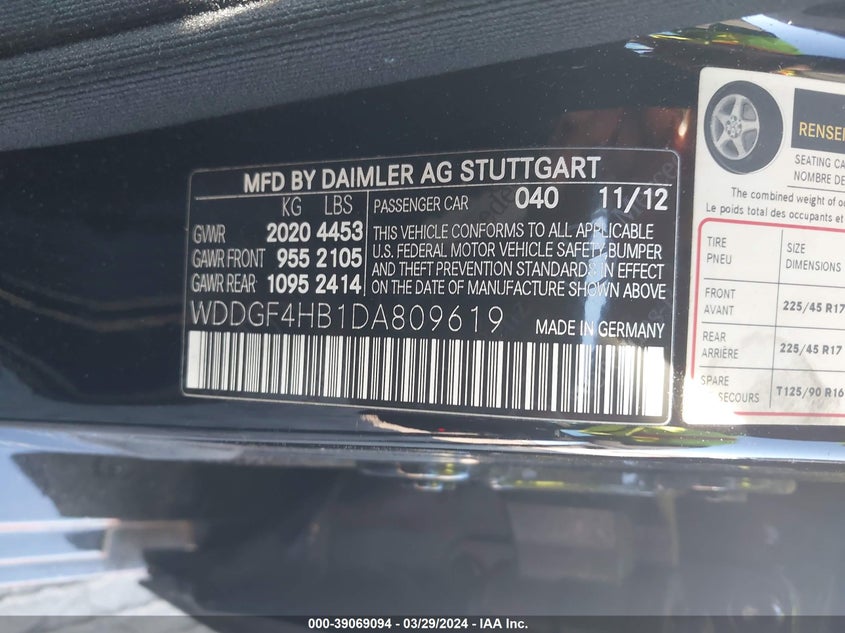 MFD BY DAIMLER AG STUTTGART
KG LBS
GVWR 2020 4453
GAWR FRONT 955 2105
GAWR REAR 1095 2414
PASSENGER CAR 040 11/12
THIS VEHICLE CONFORMS TO ALL APPLICABLE
U.S. FEDERAL MOTOR VEHICLE SAFETY, BUMPER
AND THEFT PREVENTION STANDARDS IN EFFECT
ON THE DATE OF MANUFACTURE SHOWN ABOVE
WDDGF4HB1DA809619 MADE IN GERMANY
SEATING
NOMBRE DE
The combined weight of
Le poids total des occupants et
TIRE
PNEU
SIZE
DIMENSIONS
FRONT
AVANT
225/45 R17
REAR
ARRIÈRE
225/45 R17
SPARE
DE SECOURS
T125/90 R16
000-39069094 - 03/29/2024 - IAA Inc.